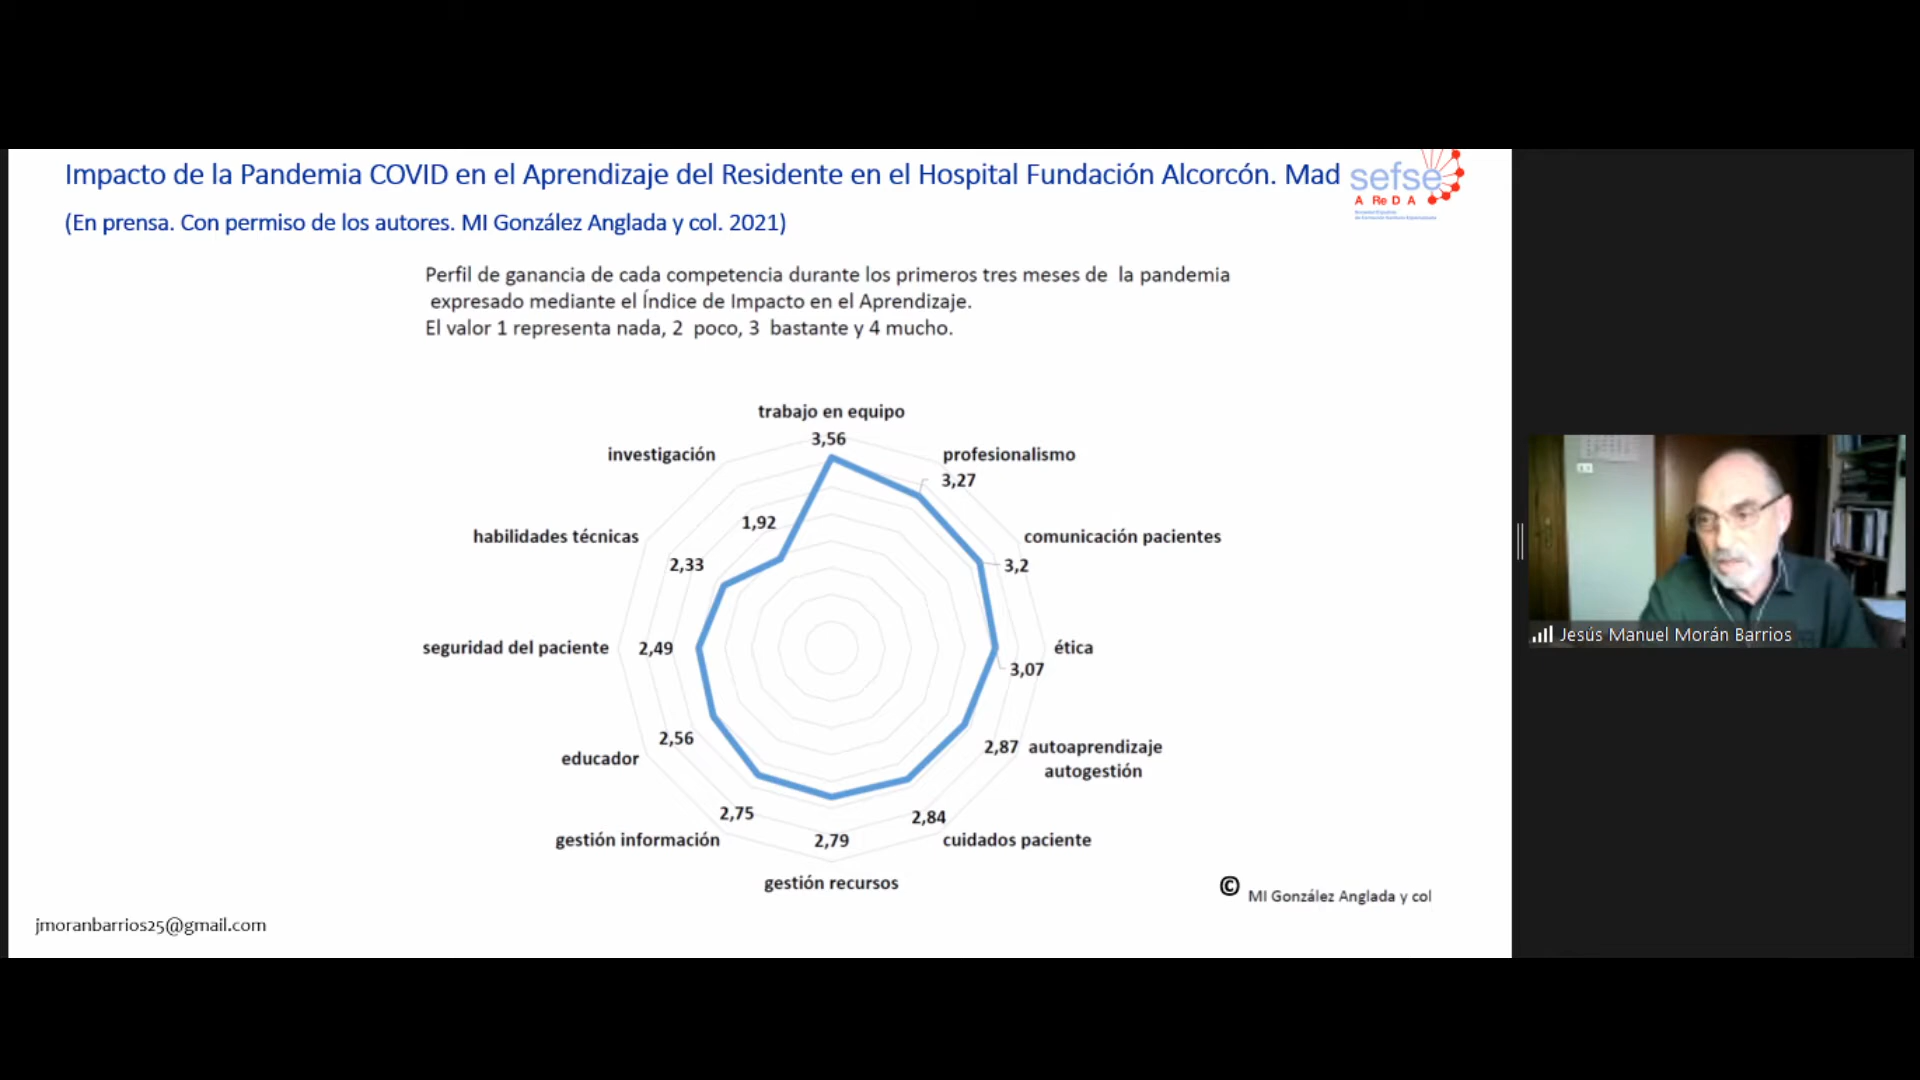 Impacto de la Pandemia COVID en el Aprendizaje del Residente en el Hospital Fundación Alcorcón. Mad
sefse
A Re D A
(En prensa. Con permiso de los autores. MI González Anglada y col. 2021)
Perfil de ganancia de cada competencia durante los primeros tres meses de la pandemia
expresado mediante el Índice de Impacto en el Aprendizaje.
El valor 1 representa nada, 2 poco, 3 bastante y 4 mucho.
trabajo en equipo
3,56
profesionalismo
3,27
comunicación pacientes
3,2
ética
3,07
2,87 autoaprendizaje
autogestión
2,84
cuidados paciente
2,79
gestión recursos
2,75
gestión información
2,56
educador
seguridad del paciente 2,49
habilidades técnicas
2,33
investigación
1,92
© MI González Anglada y col
jmoranbarrios25@gmail.com
Jesús Manuel Morán Barrios